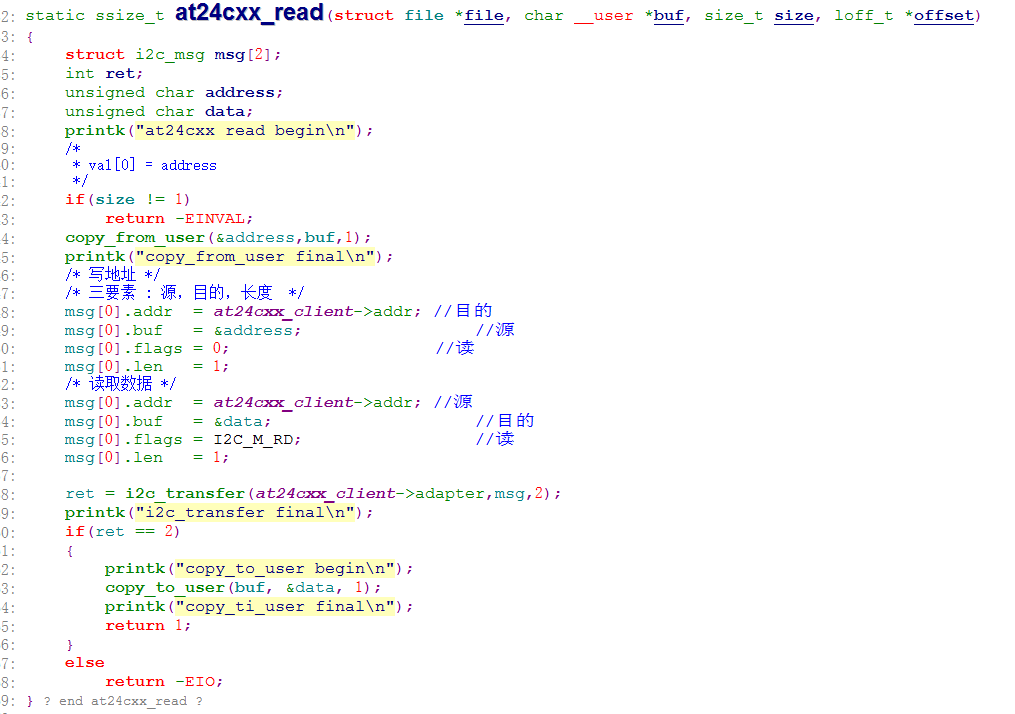 2: static ssize_t at24cxx_read(struct file *file, char __user *buf, size_t size, loff_t *offset)
3: {
4: struct i2c_msg msg[2];
5: int ret;
6: unsigned char address;
7: unsigned char data;
8: printk("at24cxx read begin\n");
9: /*
0: * val[0] = address
1: */
2: if(size != 1)
3: return -EINVAL;
4: copy_from_user(&address,buf,1);
5: printk("copy_from_user final\n");
6: /* 写地址 */
7: /* 三要素 : 源, 目的, 长度 */
8: msg[0].addr = at24cxx_client->addr; //目的
9: msg[0].buf = &address; //源
0: msg[0].flags = 0; //读
1: msg[0].len = 1;
2: /* 读取数据 */
3: msg[0].addr = at24cxx_client->addr; //源
4: msg[0].buf = &data; //目的
5: msg[0].flags = I2C_M_RD; //读
6: msg[0].len = 1;
7:
8: ret = i2c_transfer(at24cxx_client->adapter,msg,2);
9: printk("i2c_transfer final\n");
0: if(ret == 2)
1: {
2: printk("copy_to_user begin\n");
3: copy_to_user(buf, &data, 1);
4: printk("copy_ti_user final\n");
5: return 1;
6: }
7: else
8: return -EIO;
9: } ? end at24cxx_read ?